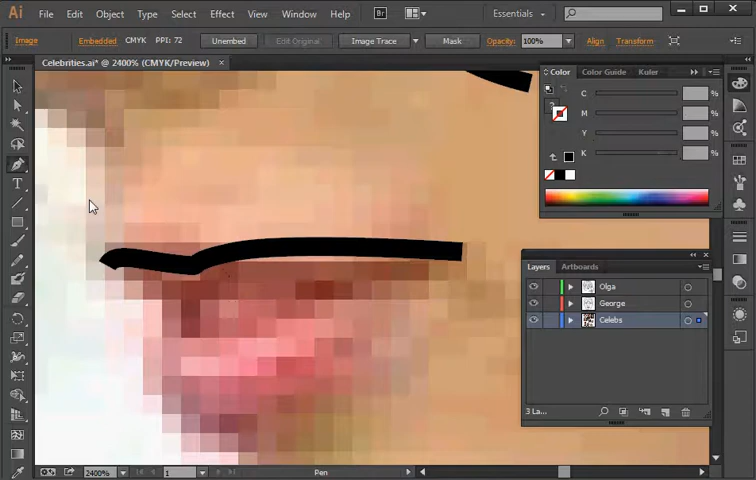 Ai File Edit Object Type Select Effect View Window Help Br Essentials
Image Embedded CMYK PPI: 72 Unembed Edit Original Image Trace Mask Opacity: 100% Align Transform
Celebrities.ai* @ 2400% (CMYK/Preview) ×
Color Color Guide Kuler
C %
M %
Y %
K %
Layers Artboards
Olga
George
Celebs
3 La...
2400% 1 Pen